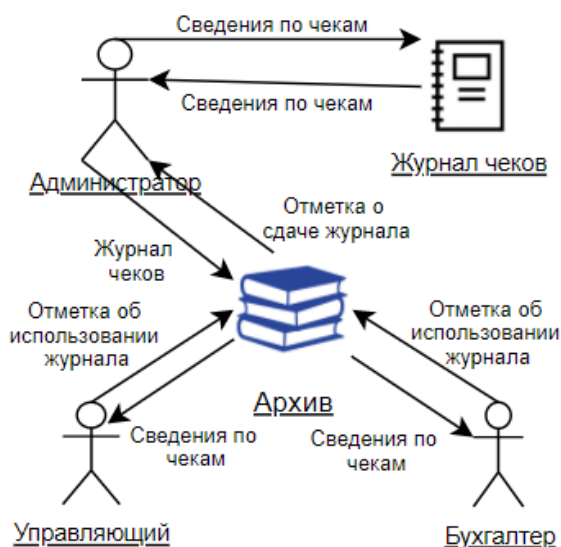 Сведения по чекам
Сведения по чекам
Журнал чеков
Администратор
Отметка о
сдаче журнала
Журнал
чеков
Отметка об
использовании
журнала
Отметка об
использовании
журнала
Архив
Сведения по
чекам
Сведения по
чекам
Управляющий
Бухгалтер